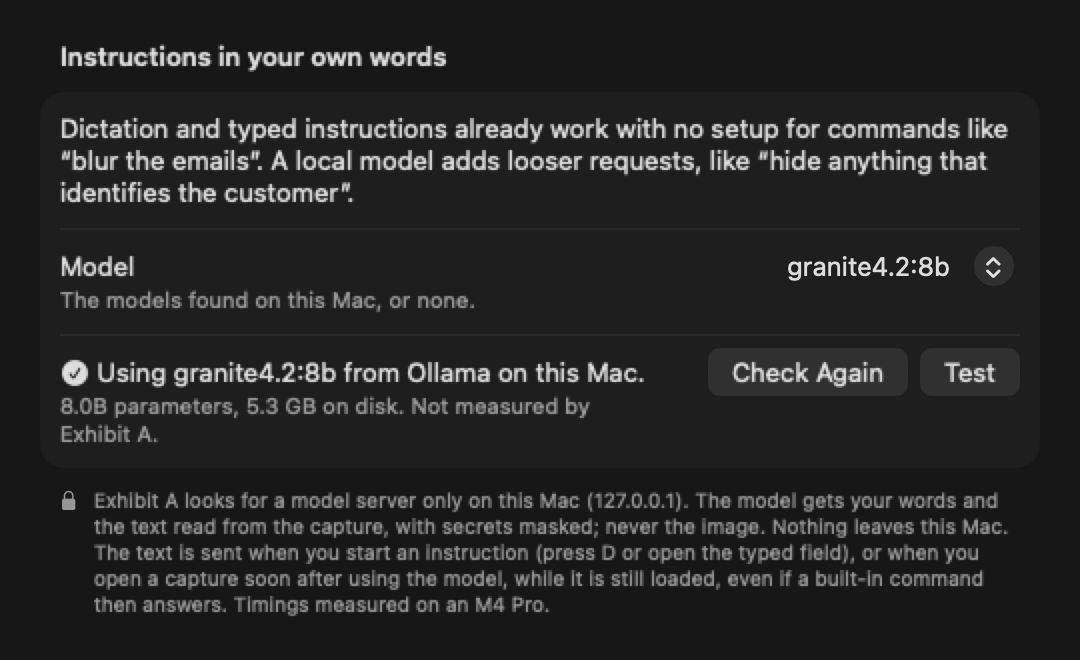 Instructions in your own words
Dictation and typed instructions already work with no setup for commands like
“blur the emails”. A local model adds looser requests, like “hide anything that
identifies the customer”.
Model
granite4.2:8b
The models found on this Mac, or none.
Using granite4.2:8b from Ollama on this Mac.
Check Again
Test
8.0B parameters, 5.3 GB on disk. Not measured by
Exhibit A.
Exhibit A looks for a model server only on this Mac (127.0.0.1). The model gets your words and
the text read from the capture, with secrets masked; never the image. Nothing leaves this Mac.
The text is sent when you start an instruction (press D or open the typed field), or when you
open a capture soon after using the model, while it is still loaded, even if a built-in command
then answers. Timings measured on an M4 Pro.